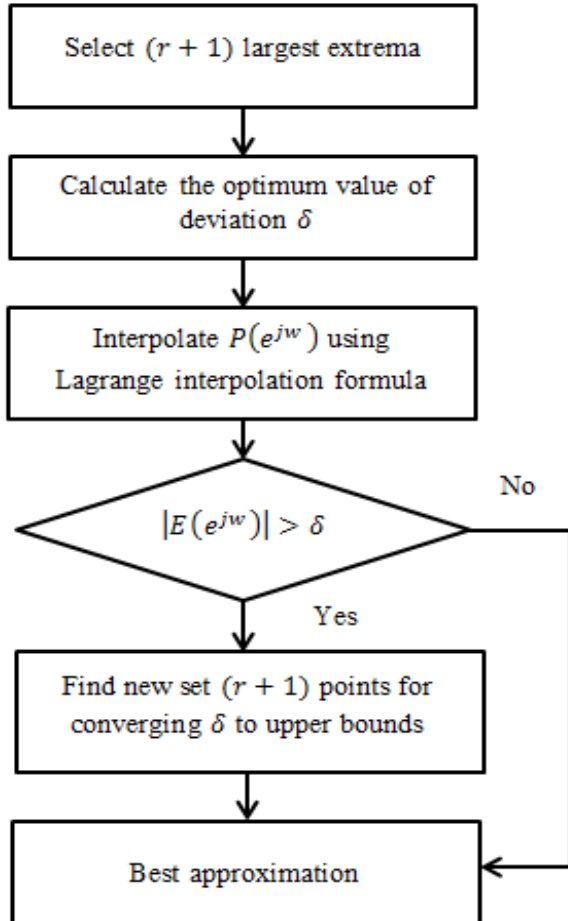 Select (r + 1) largest extrema
Calculate the optimum value of
deviation δ
Interpolate P(e^{jw}) using
Lagrange interpolation formula
No
|E(e^{jw})| > δ
Yes
Find new set (r + 1) points for
converging δ to upper bounds
Best approximation